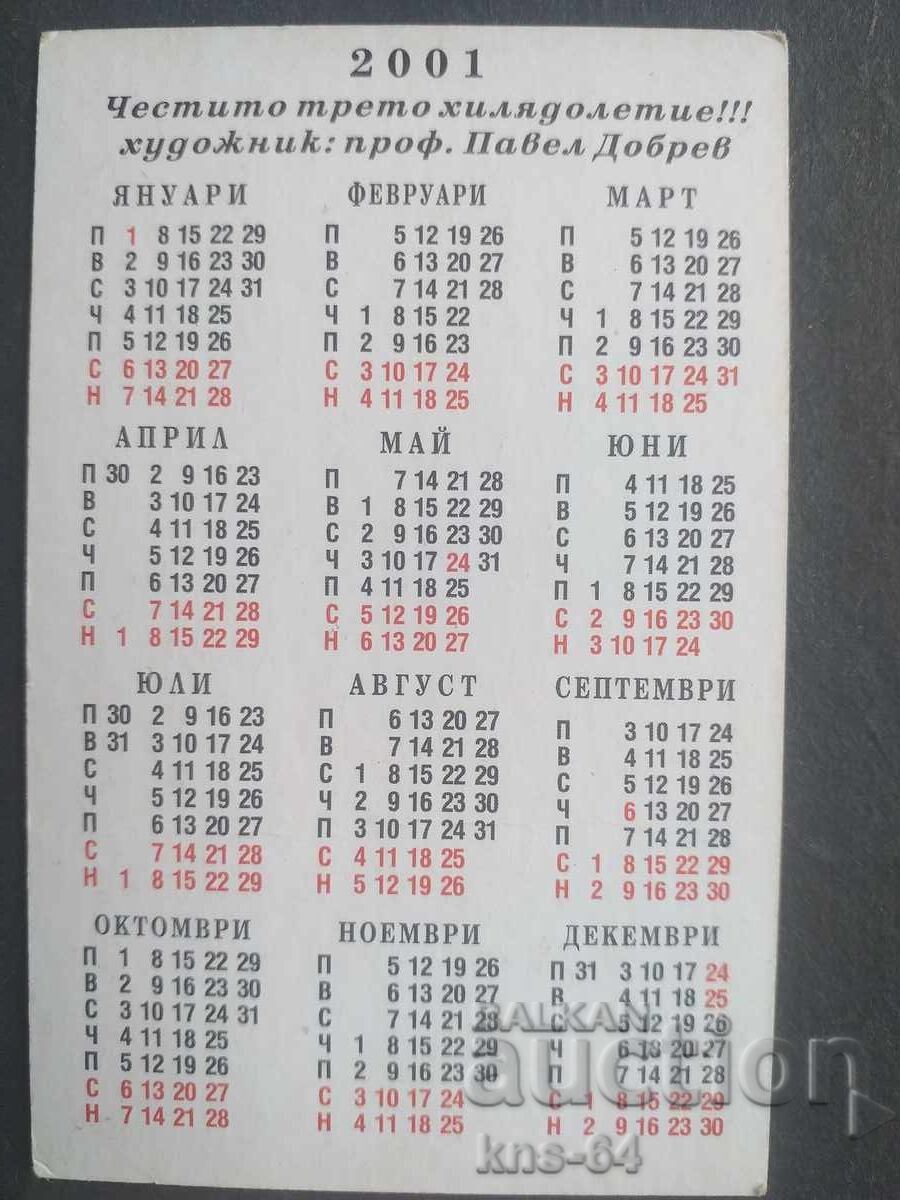 2001
Честито трето хилядолетие!!!
художник: проф. Павел Добрев
ЯНУАРИ
П 1 8 15 22 29
В 2 9 16 23 30
С 3 10 17 24 31
Ч 4 11 18 25
П 5 12 19 26
С 6 13 20 27
Н 7 14 21 28
ФЕВРУАРИ
П 5 12 19 26
В 6 13 20 27
С 7 14 21 28
Ч 1 8 15 22
П 2 9 16 23
С 3 10 17 24
Н 4 11 18 25
МАРТ
П 5 12 19 26
В 6 13 20 27
С 7 14 21 28
Ч 1 8 15 22 29
П 2 9 16 23 30
С 3 10 17 24 31
Н 4 11 18 25
АПРИЛ
П 30 2 9 16 23
В 3 10 17 24
С 4 11 18 25
Ч 5 12 19 26
П 6 13 20 27
С 7 14 21 28
Н 1 8 15 22 29
МАЙ
П 7 14 21 28
В 1 8 15 22 29
С 2 9 16 23 30
Ч 3 10 17 24 31
П 4 11 18 25
С 5 12 19 26
Н 6 13 20 27
ЮНИ
П 4 11 18 25
В 5 12 19 26
С 6 13 20 27
Ч 7 14 21 28
П 1 8 15 22 29
С 2 9 16 23 30
Н 3 10 17 24
ЮЛИ
П 30 2 9 16 23
В 31 3 10 17 24
С 4 11 18 25
Ч 5 12 19 26
П 6 13 20 27
С 7 14 21 28
Н 1 8 15 22 29
АВГУСТ
П 6 13 20 27
В 7 14 21 28
С 1 8 15 22 29
Ч 2 9 16 23 30
П 3 10 17 24 31
С 4 11 18 25
Н 5 12 19 26
СЕПТЕМВРИ
П 3 10 17 24
В 4 11 18 25
С 5 12 19 26
Ч 6 13 20 27
П 7 14 21 28
С 1 8 15 22 29
Н 2 9 16 23 30
ОКТОМВРИ
П 1 8 15 22 29
В 2 9 16 23 30
С 3 10 17 24 31
Ч 4 11 18 25
П 5 12 19 26
С 6 13 20 27
Н 7 14 21 28
НОЕМВРИ
П 5 12 19 26
В 6 13 20 27
С 7 14 21 28
Ч 1 8 15 22 29
П 2 9 16 23 30
С 3 10 17 24
Н 4 11 18 25
ДЕКЕМВРИ
П 31 3 10 17 24
В 4 11 18 25
С 5 12 19 26
Ч 6 13 20 27
П 7 14 21 28
С 1 8 15 22 29
Н 2 9 16 23 30
BALKAN
auction
kns-64